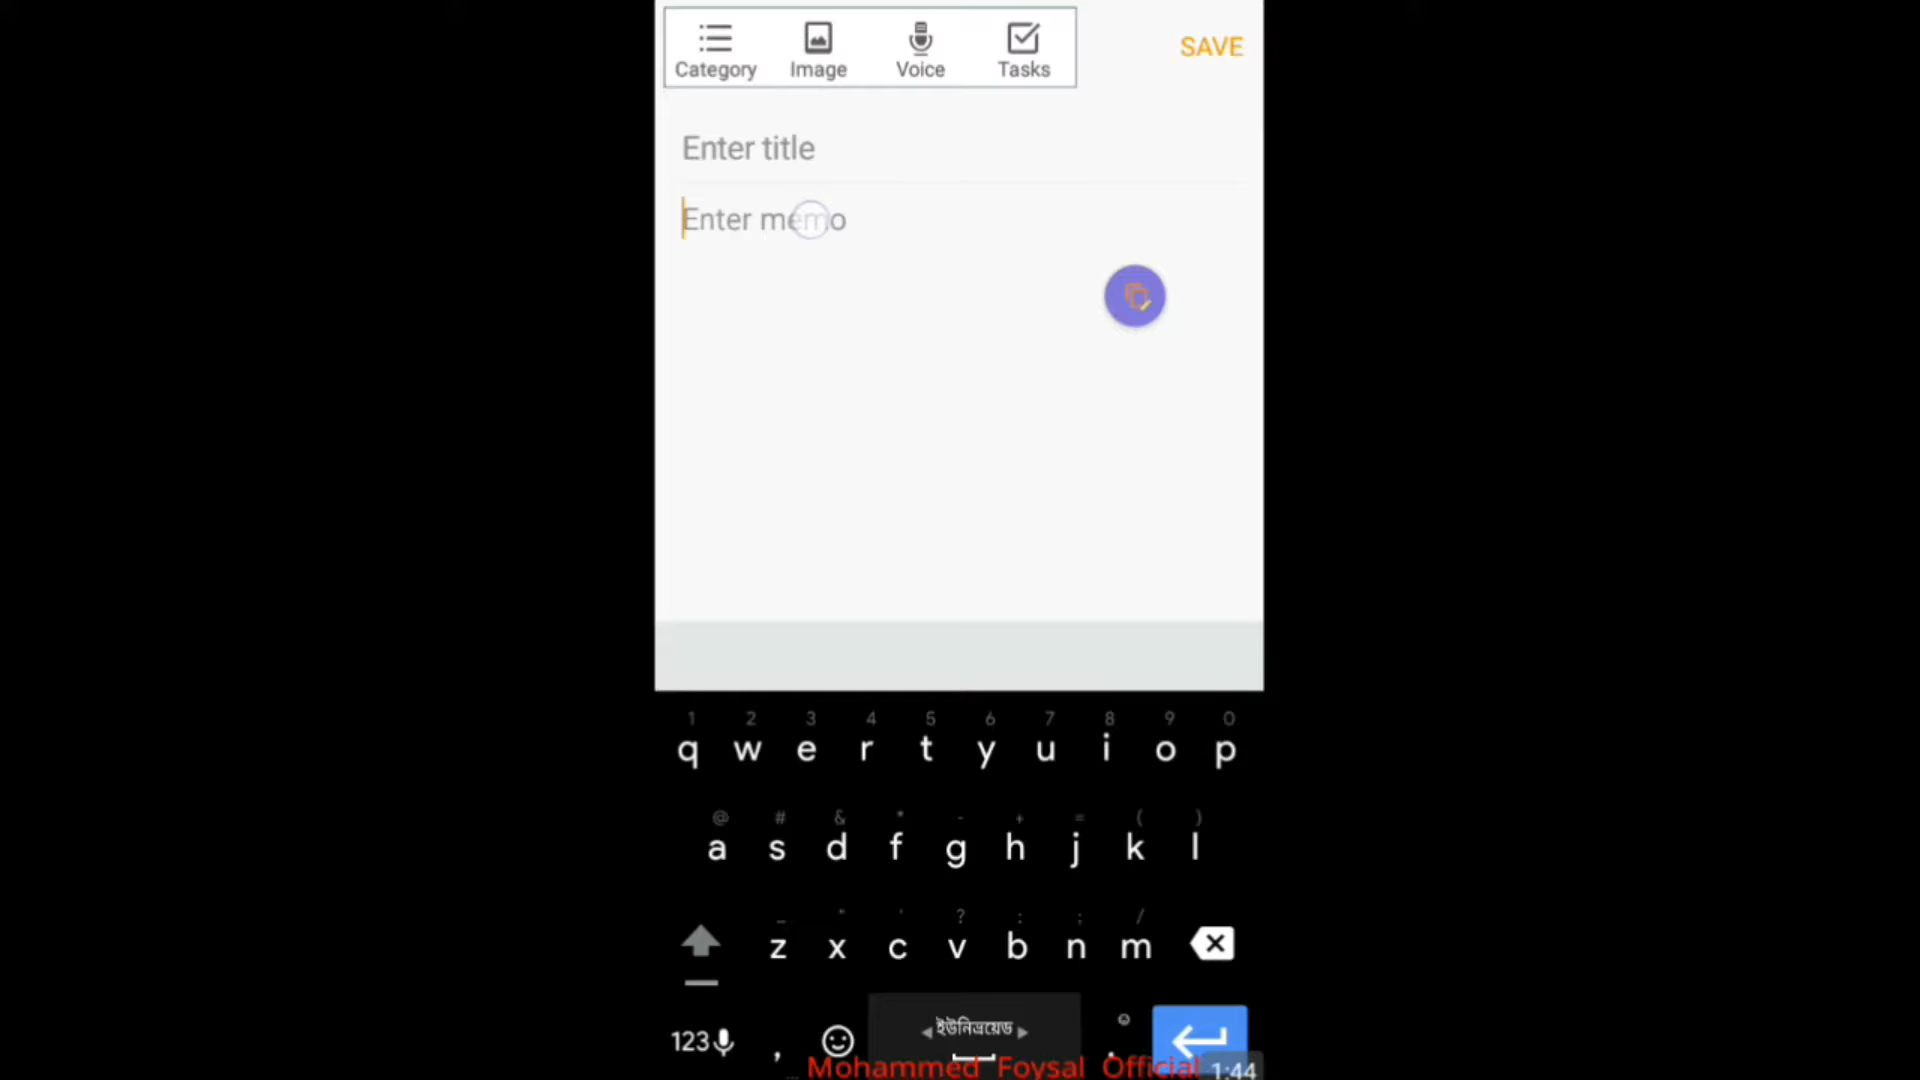 Category Image Voice Tasks
SAVE
Enter title
Enter memo
1 2 3 4 5 6 7 8 9 0
q w e r t y u i o p
@ # & * - + = ( )
a s d f g h j k l
_ " ' ? : ; /
z x c v b n m
123 , ইউনিভ্রয়েড .
Mohammed Foysal Official 1:44